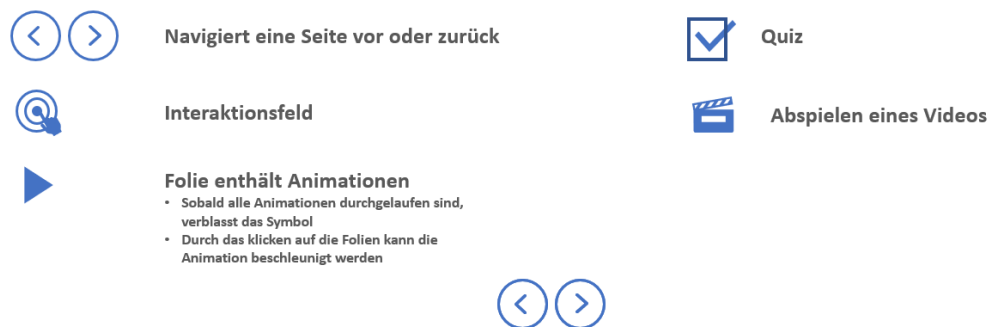 Navigiert eine Seite vor oder zurück
Quiz
Interaktionsfeld
Abspielen eines Videos
Folie enthält Animationen
• Sobald alle Animationen durchgelaufen sind,
verblasst das Symbol
• Durch das klicken auf die Folien kann die
Animation beschleunigt werden